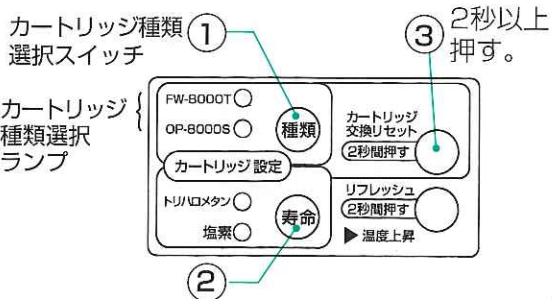 カートリッジ種類
選択スイッチ
①
③
2秒以上
押す。
カートリッジ
種類選択
ランプ
FW-8000T
OP-8000S
種類
カートリッジ
交換リセット
2秒間押す
カートリッジ設定
トリハロメタン
塩素
寿命
リフレッシュ
2秒間押す
▶温度上昇
②